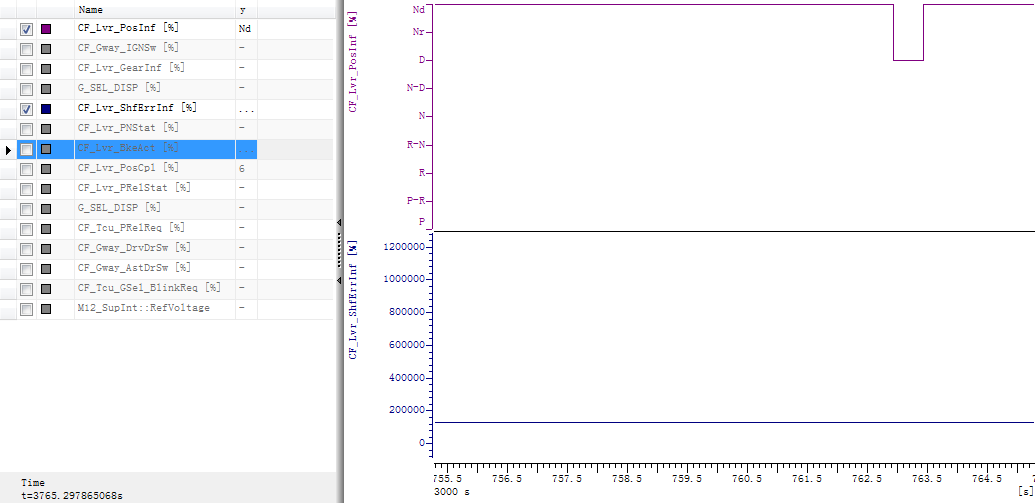 Name y
CF_Lvr_PosInf [%] Nd
CF_Gway_IGNSw [%] -
CF_Lvr_GearInf [%] -
G_SEL_DISP [%] -
CF_Lvr_ShfErrInf [%] ...
CF_Lvr_PNStat [%] -
CF_Lvr_BkeAct [%] ...
CF_Lvr_PosCpl [%] 6
CF_Lvr_PRelStat [%] -
G_SEL_DISP [%] -
CF_Tcu_PRelReq [%] -
CF_Gway_DrvDrSw [%] -
CF_Gway_AstDrSw [%] -
CF_Tcu_GSel_BlinkReq [%] -
M12_SupInt::RefVoltage -
Time
t=3765.297865068s
CF_Lvr_PosInf [%]
Nd
Nr
D
N-D
N
R-N
R
P-R
P
CF_Lvr_ShfErrInf [%]
1200000
1000000
800000
600000
400000
200000
0
755.5 756.5 757.5 758.5 759.5 760.5 761.5 762.5 763.5 764.5
3000 s [s]